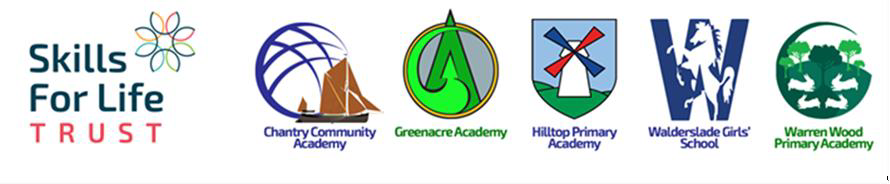 Skills
For Life
TRUST
Chantry Community
Academy
Greenacre Academy
Hilltop Primary
Academy
Walderslade Girls'
School
Warren Wood
Primary Academy